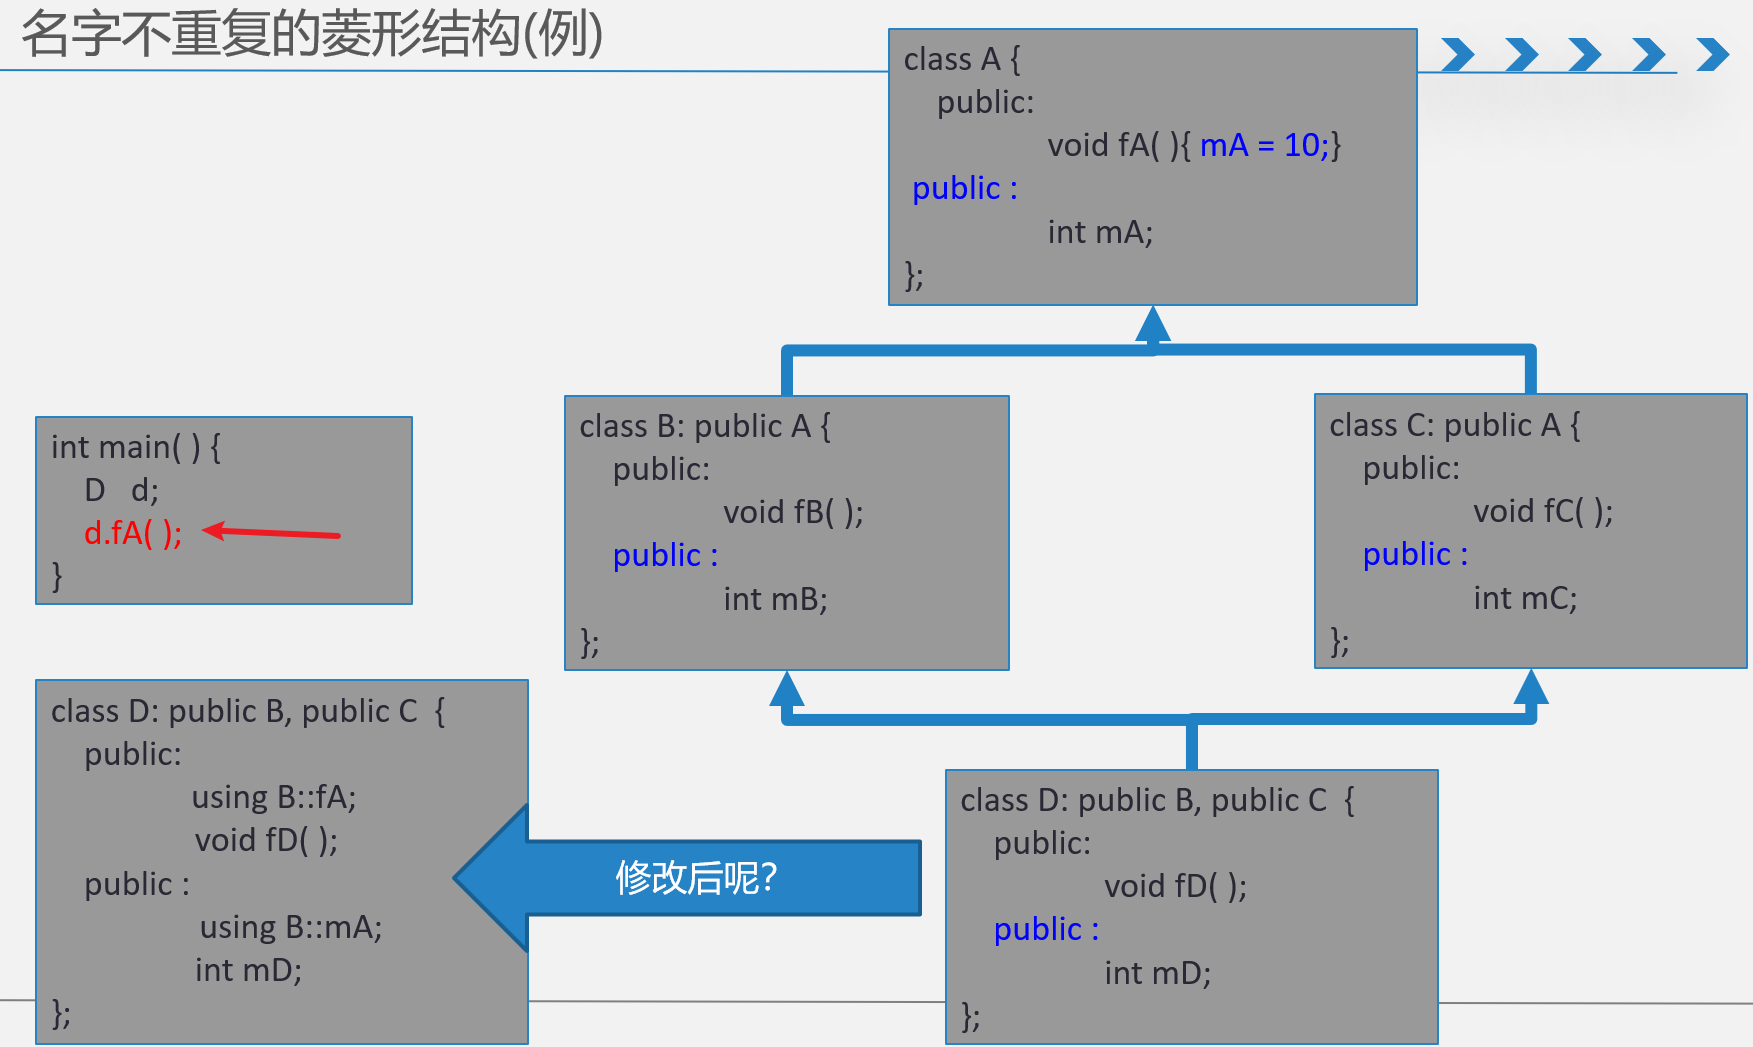 名字不重复的菱形结构(例)
class A {
public:
void fA( ){ mA = 10;}
public :
int mA;
};
class B: public A {
public:
void fB( );
public :
int mB;
};
class C: public A {
public:
void fC( );
public :
int mC;
};
int main( ) {
D d;
d.fA( );
}
class D: public B, public C {
public:
using B::fA;
void fD( );
public :
using B::mA;
int mD;
};
修改后呢?
class D: public B, public C {
public:
void fD( );
public :
int mD;
};